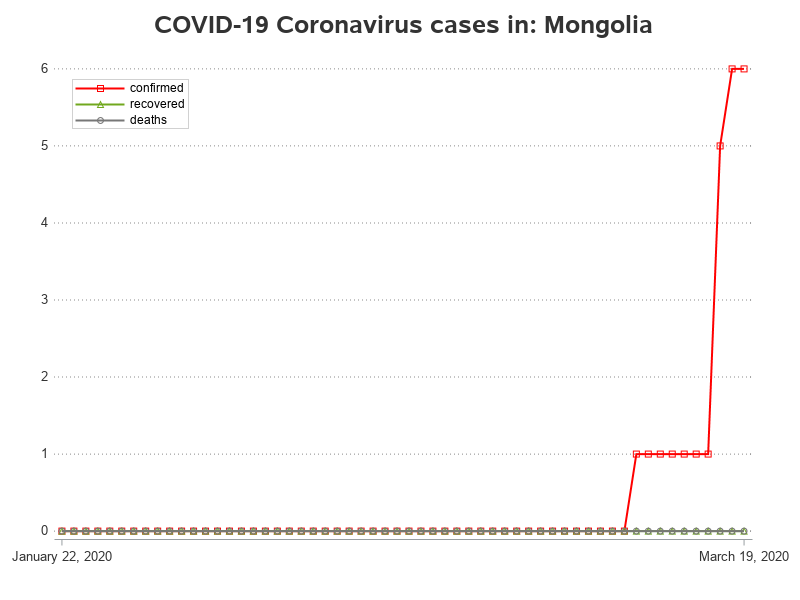 COVID-19 Coronavirus cases in: Mongolia
6
confirmed
recovered
deaths
5
4
3
2
1
0
January 22, 2020
March 19, 2020